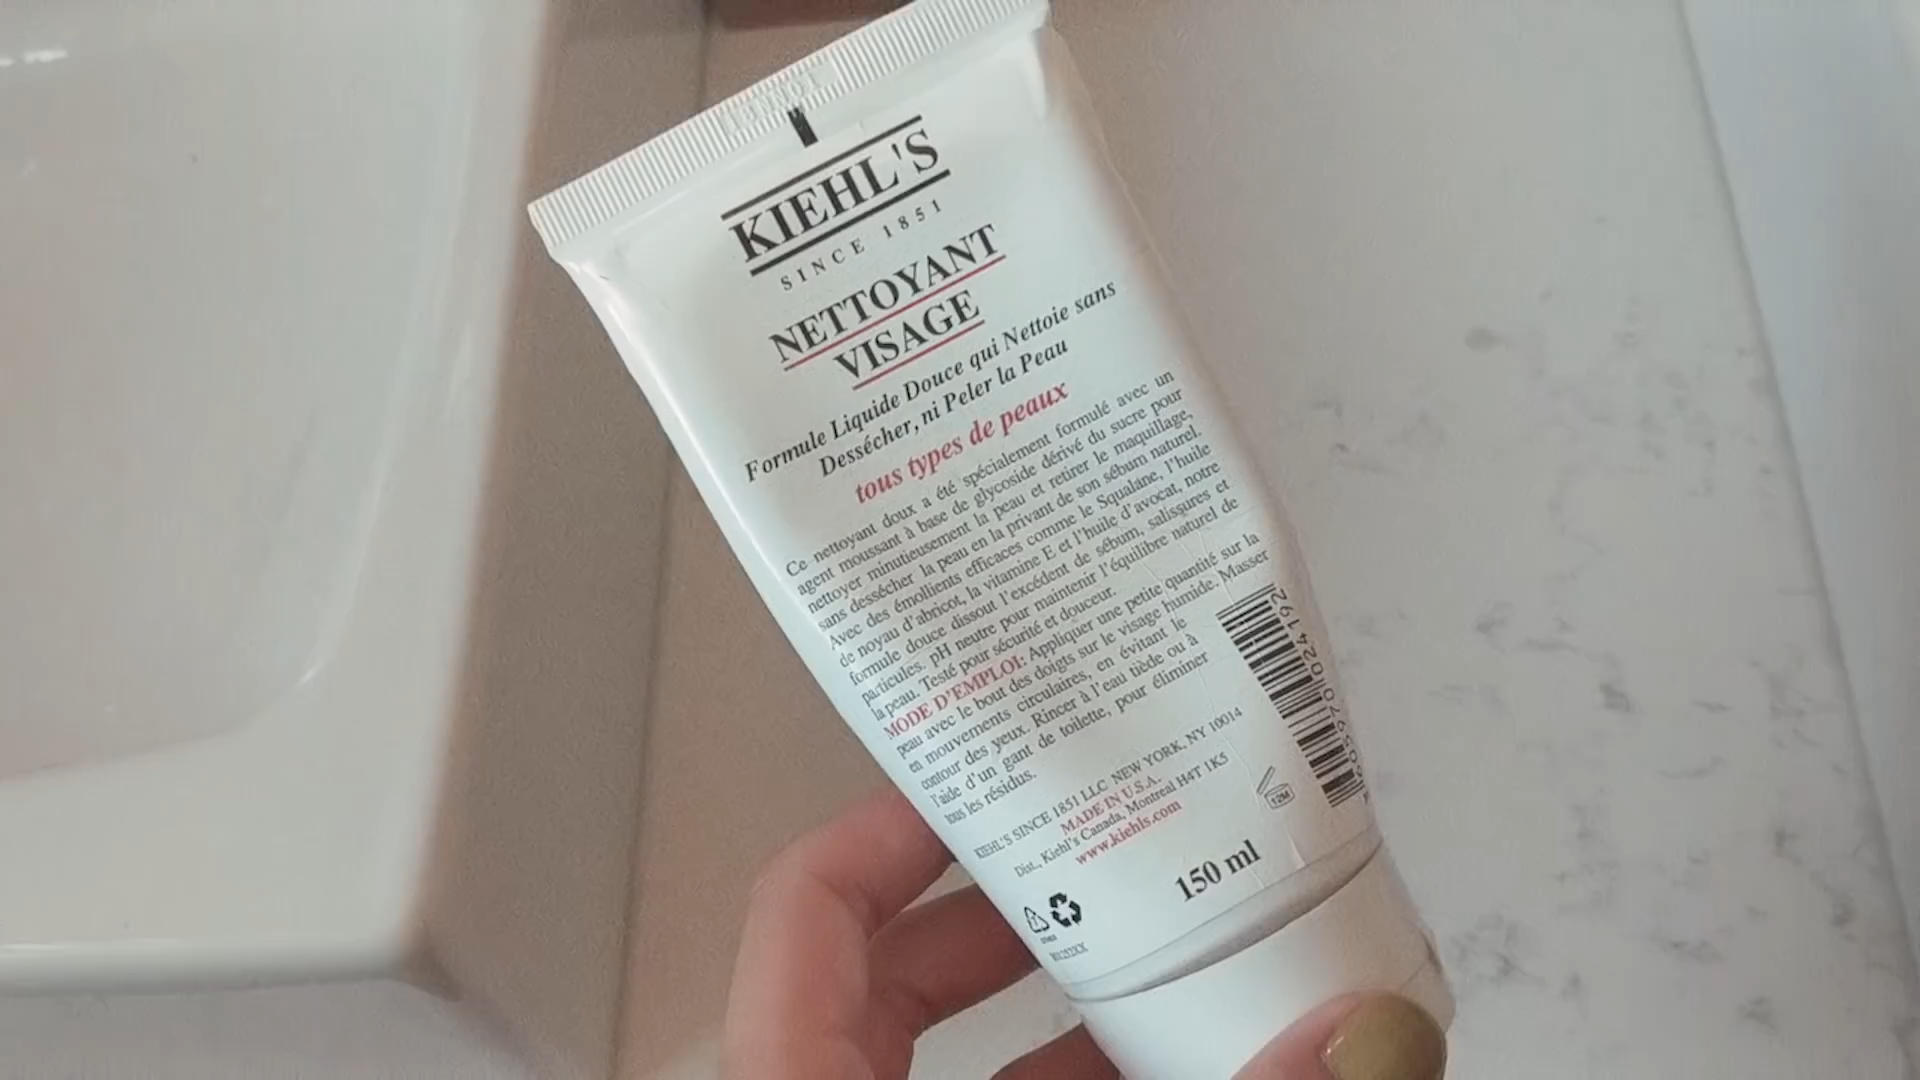 KIEHL'S
SINCE 1851
NETTOYANT
VISAGE
Formule Liquide Douce qui Nettoie sans
Dessécher, ni Peler la Peau
tous types de peaux
Ce nettoyant doux a été spécialement formulé avec un
agent moussant à base de glycoside dérivé du sucre pour
nettoyer minutieusement la peau et retirer le maquillage,
sans dessécher la peau en la privant de son sébum naturel.
Avec des émollients efficaces comme le Squalane, l'huile
de noyau d'abricot, la vitamine E et l'huile d'avocat, notre
formule douce dissout l'excédent de sébum, salissures et
particules. pH neutre pour maintenir l'équilibre naturel de
la peau. Testé pour sécurité et douceur.
MODE D'EMPLOI: Appliquer une petite quantité sur la
peau avec le bout des doigts sur le visage humide. Masser
en mouvements circulaires, en évitant le
contour des yeux. Rincer à l'eau tiède ou à
l'aide d'un gant de toilette, pour éliminer
tous les résidus.
KIEHL'S SINCE 1851 LLC NEW YORK, NY 10014
MADE IN U.S.A.
Dist., Kiehl's Canada, Montreal H4T 1K5
www.kiehls.com
12M
150 ml